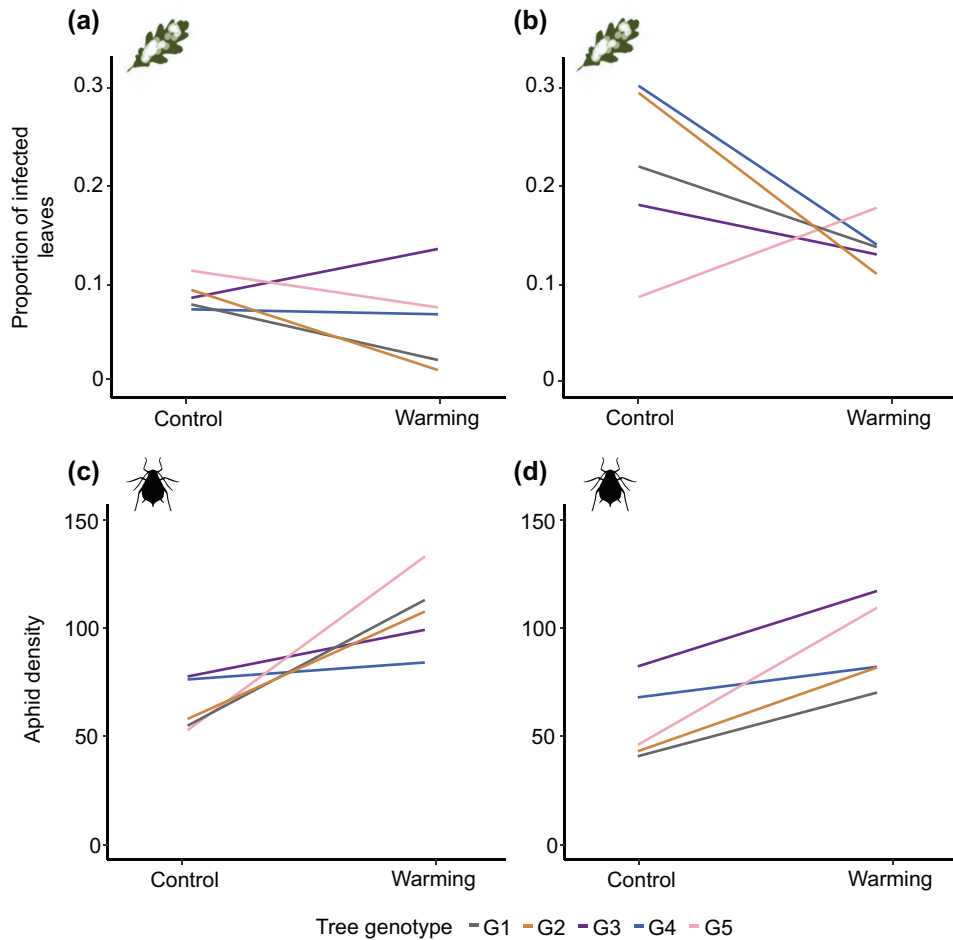 (a)
(b)
Proportion of infected
leaves
0.3
0.2
0.1
0
Control
Warming
0.3
0.2
0.1
0
Control
Warming
(c)
(d)
Aphid density
150
100
50
0
Control
Warming
150
100
50
0
Control
Warming
Tree genotype G1 G2 G3 G4 G5